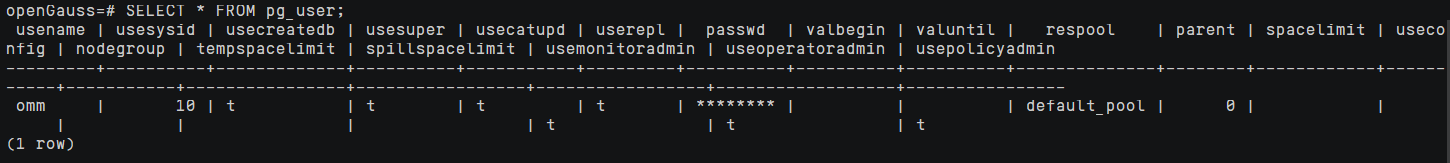 openGauss=# SELECT * FROM pg_user;
 usename | usesysid | usecreatedb | usesuper | usecatupd | userepl |  passwd  | valbegin | valuntil |   respool    | parent | spacelimit | useco
nfig | nodegroup | tempspacelimit | spillspacelimit | usemonitoradmin | useoperatoradmin | usepolicyadmin
---------+----------+-------------+----------+-----------+---------+----------+----------+----------+--------------+--------+------------+------
-----+-----------+----------------+-----------------+-----------------+------------------+----------------
 omm     |       10 | t           | t        | t         | t       | ******** |          |          | default_pool |      0 |            |
     |           |                |                 | t               | t                | t
(1 row)